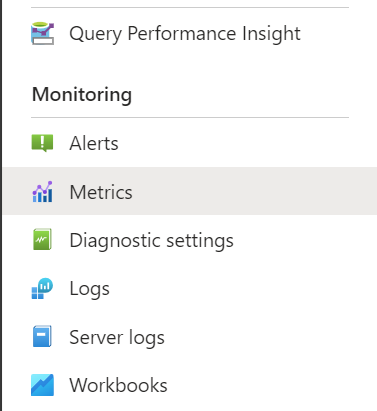 Query Performance Insight
Monitoring
Alerts
Metrics
Diagnostic settings
Logs
Server logs
Workbooks